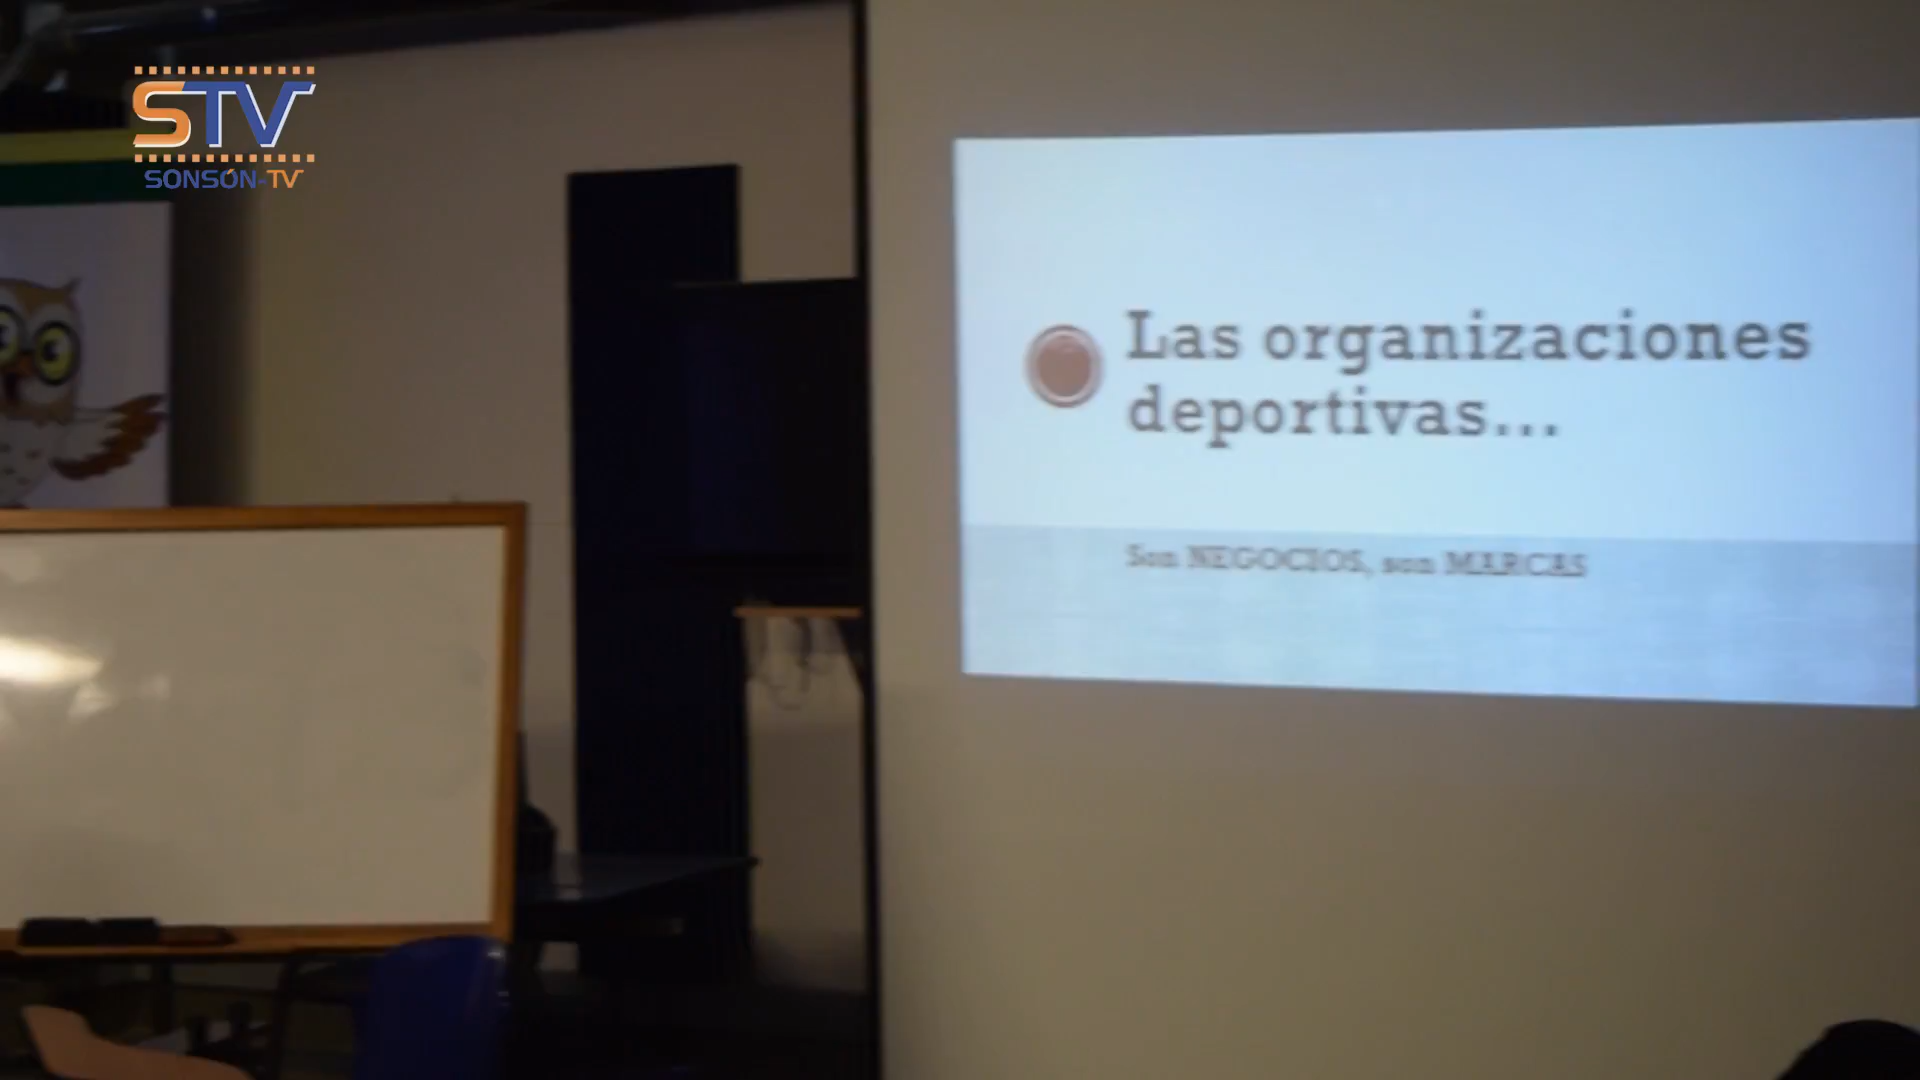 STV
SONSÓN-TV
Las organizaciones
deportivas...
Son NEGOCIOS, son MARCAS